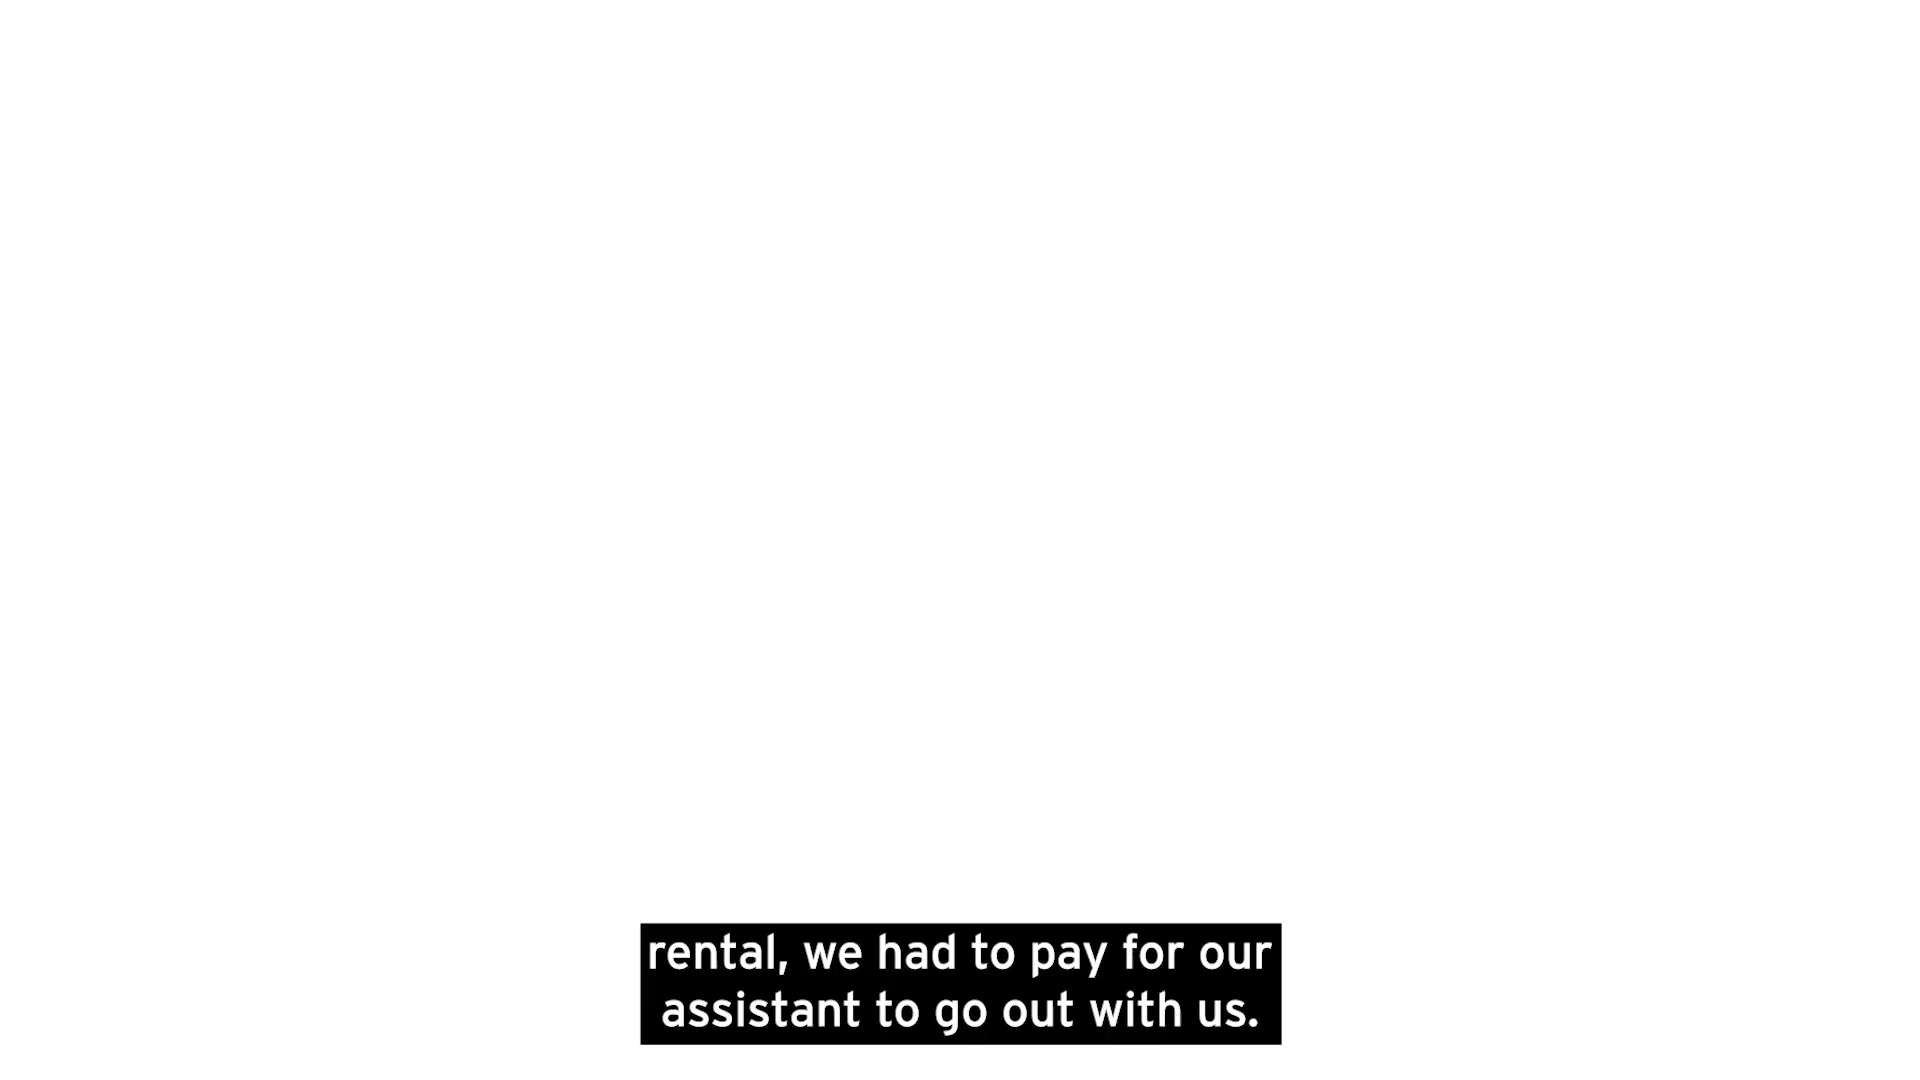 rental, we had to pay for our
assistant to go out with us.